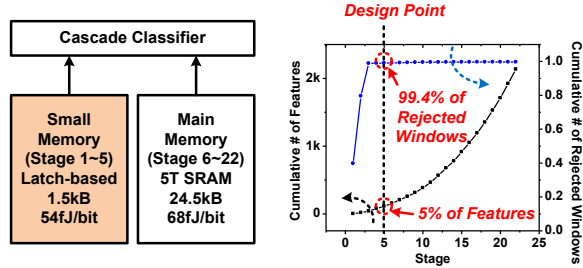 Cascade Classifier
Small
Memory
(Stage 1~5)
Latch-based
1.5kB
54fJ/bit
Main
Memory
(Stage 6~22)
5T SRAM
24.5kB
68fJ/bit
Design Point
Cumulative # of Features
2k
1k
0
99.4% of
Rejected
Windows
5% of Features
0 5 10 15 20 25
Stage
1.0
0.8
0.6
0.4
0.2
0.0
Cumulative # of Rejected
Windows